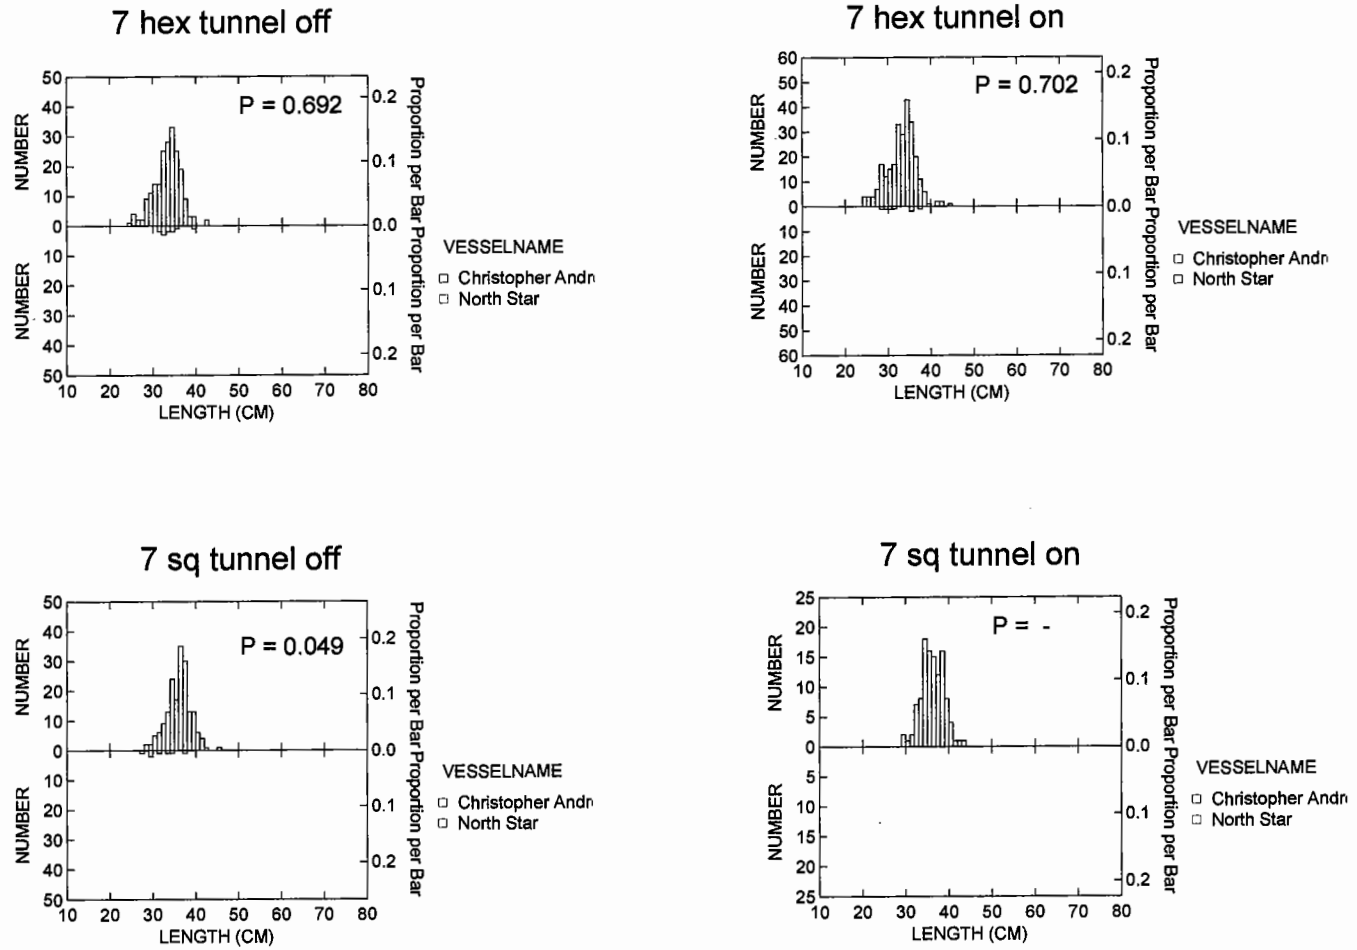 7 hex tunnel off
P = 0.692
50
40
30
20
10
0
10
20
30
40
50
NUMBER
NUMBER
0.2
0.1
0.0
0.1
0.2
Proportion per Bar
Proportion per Bar
10 20 30 40 50 60 70 80
LENGTH (CM)
VESSELNAME
Christopher Andr
North Star
7 hex tunnel on
P = 0.702
60
50
40
30
20
10
0
10
20
30
40
50
60
NUMBER
NUMBER
0.2
0.1
0.0
0.1
0.2
Proportion per Bar
Proportion per Bar
10 20 30 40 50 60 70 80
LENGTH (CM)
VESSELNAME
Christopher Andr
North Star
7 sq tunnel off
P = 0.049
50
40
30
20
10
0
10
20
30
40
50
NUMBER
NUMBER
0.2
0.1
0.0
0.1
0.2
Proportion per Bar
Proportion per Bar
10 20 30 40 50 60 70 80
LENGTH (CM)
VESSELNAME
Christopher Andr
North Star
7 sq tunnel on
P = -
25
20
15
10
5
0
5
10
15
20
25
NUMBER
NUMBER
0.2
0.1
0.0
0.1
0.2
Proportion per Bar
Proportion per Bar
10 20 30 40 50 60 70 80
LENGTH (CM)
VESSELNAME
Christopher Andr
North Star